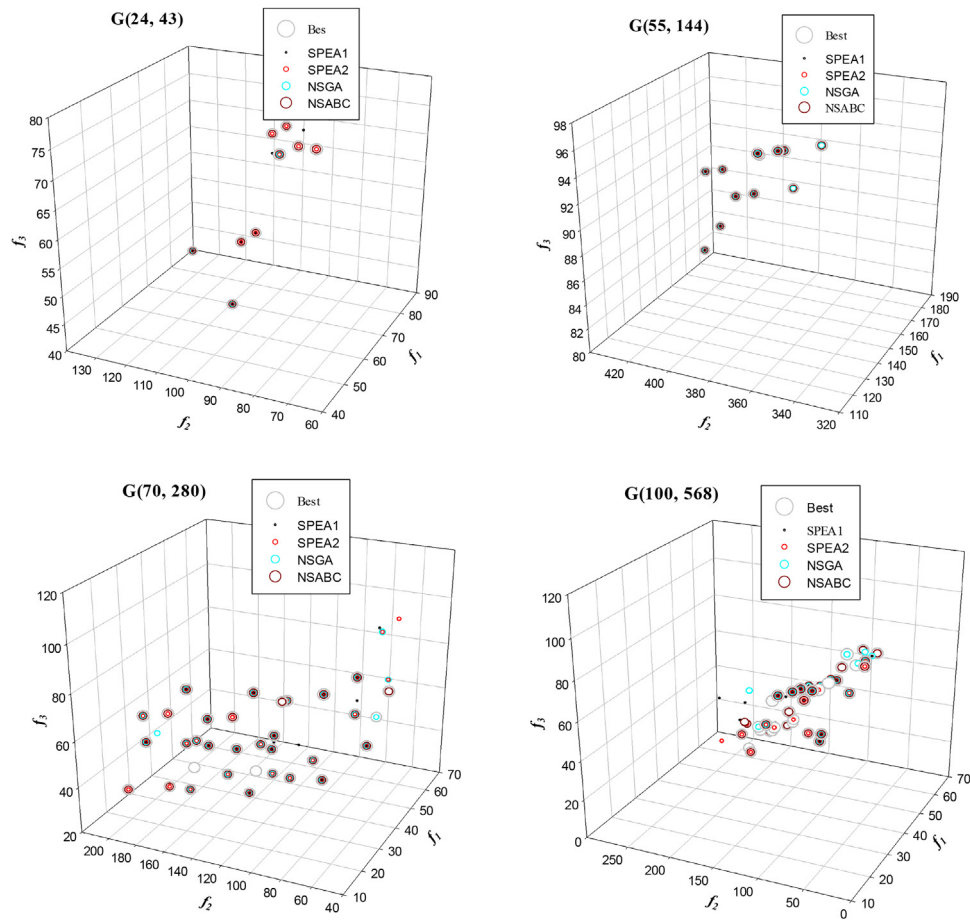 G(24, 43)
Bes
SPEA1
SPEA2
NSGA
NSABC
80
75
70
65
60
55
50
45
40
f3
130
120
110
100
90
80
70
60
f2
40
50
60
70
80
90
f1
G(55, 144)
Best
SPEA1
SPEA2
NSGA
NSABC
98
96
94
92
90
88
86
84
82
80
f3
420
400
380
360
340
320
f2
110
120
130
140
150
160
170
180
190
f1
G(70, 280)
Best
SPEA1
SPEA2
NSGA
NSABC
120
100
80
60
40
20
f3
200
180
160
140
120
100
80
60
40
f2
10
20
30
40
50
60
70
f1
G(100, 568)
Best
SPEA1
SPEA2
NSGA
NSABC
120
100
80
60
40
20
0
f3
250
200
150
100
50
0
f2
10
20
30
40
50
60
70
f1